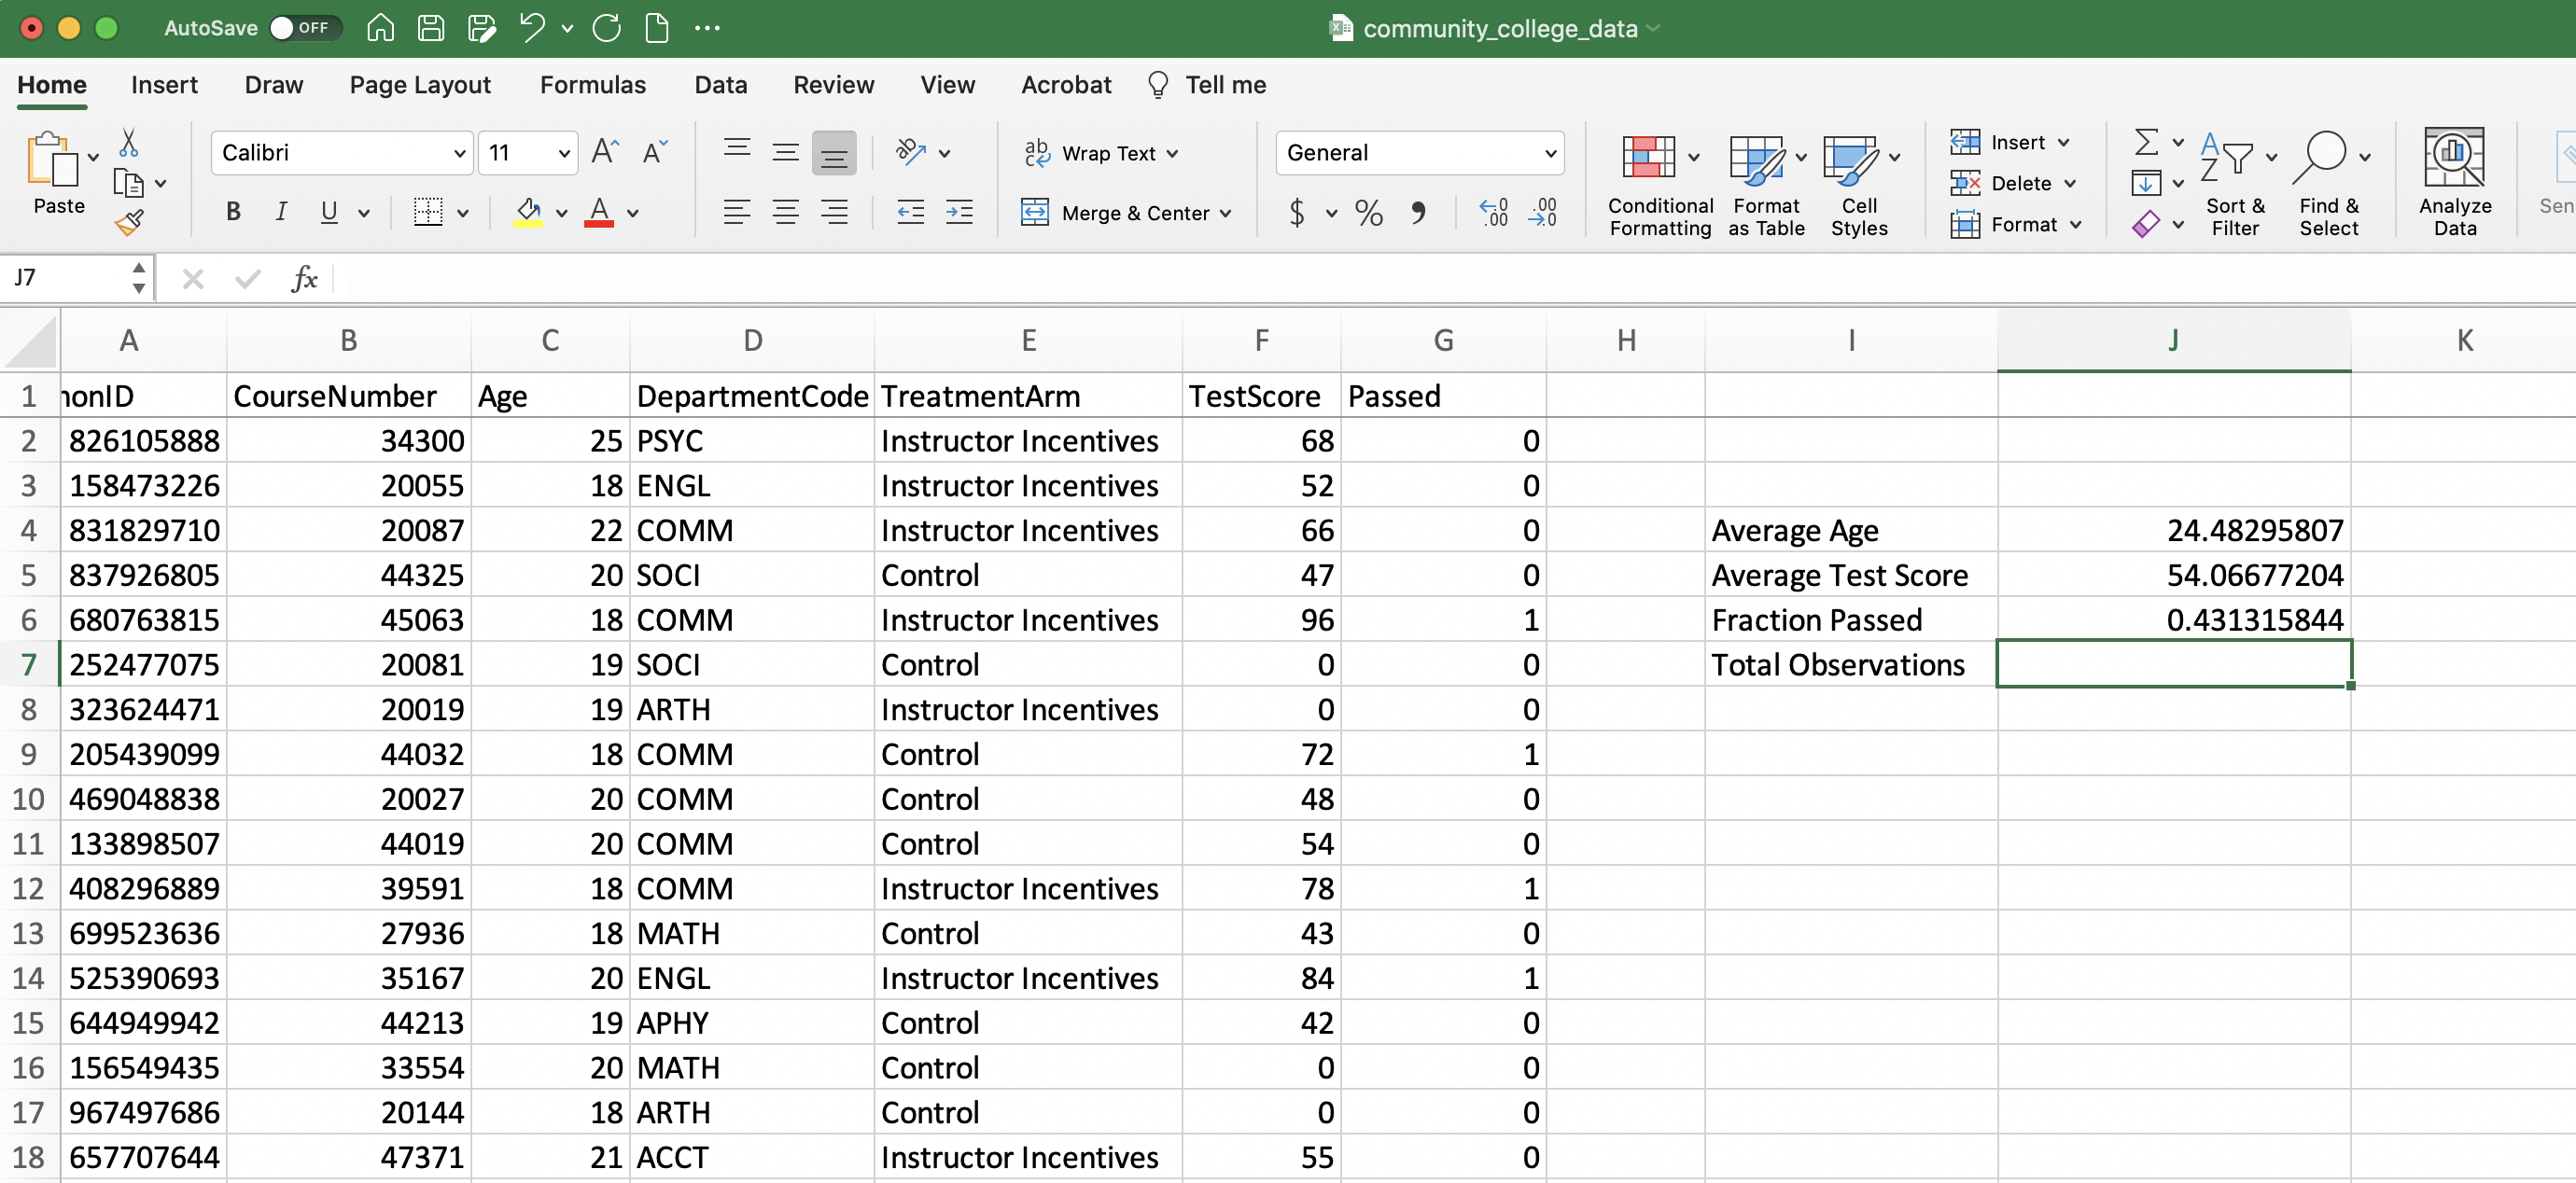 AutoSave OFF community_college_data
Home Insert Draw Page Layout Formulas Data Review View Acrobat Tell me
Paste Calibri 11 Wrap Text General Conditional Formatting Format as Table Cell Styles Insert Sort & Filter Find & Select Analyze Data Sen
Delete
B I U Merge & Center $ % Format
J7 fx
A B C D E F G H I J K
1 nonID CourseNumber Age DepartmentCode TreatmentArm TestScore Passed
2 826105888 34300 25 PSYC Instructor Incentives 68 0
3 158473226 20055 18 ENGL Instructor Incentives 52 0
4 831829710 20087 22 COMM Instructor Incentives 66 0 Average Age 24.48295807
5 837926805 44325 20 SOCI Control 47 0 Average Test Score 54.06677204
6 680763815 45063 18 COMM Instructor Incentives 96 1 Fraction Passed 0.431315844
7 252477075 20081 19 SOCI Control 0 0 Total Observations
8 323624471 20019 19 ARTH Instructor Incentives 0 0
9 205439099 44032 18 COMM Control 72 1
10 469048838 20027 20 COMM Control 48 0
11 133898507 44019 20 COMM Control 54 0
12 408296889 39591 18 COMM Instructor Incentives 78 1
13 699523636 27936 18 MATH Control 43 0
14 525390693 35167 20 ENGL Instructor Incentives 84 1
15 644949942 44213 19 APHY Control 42 0
16 156549435 33554 20 MATH Control 0 0
17 967497686 20144 18 ARTH Control 0 0
18 657707644 47371 21 ACCT Instructor Incentives 55 0